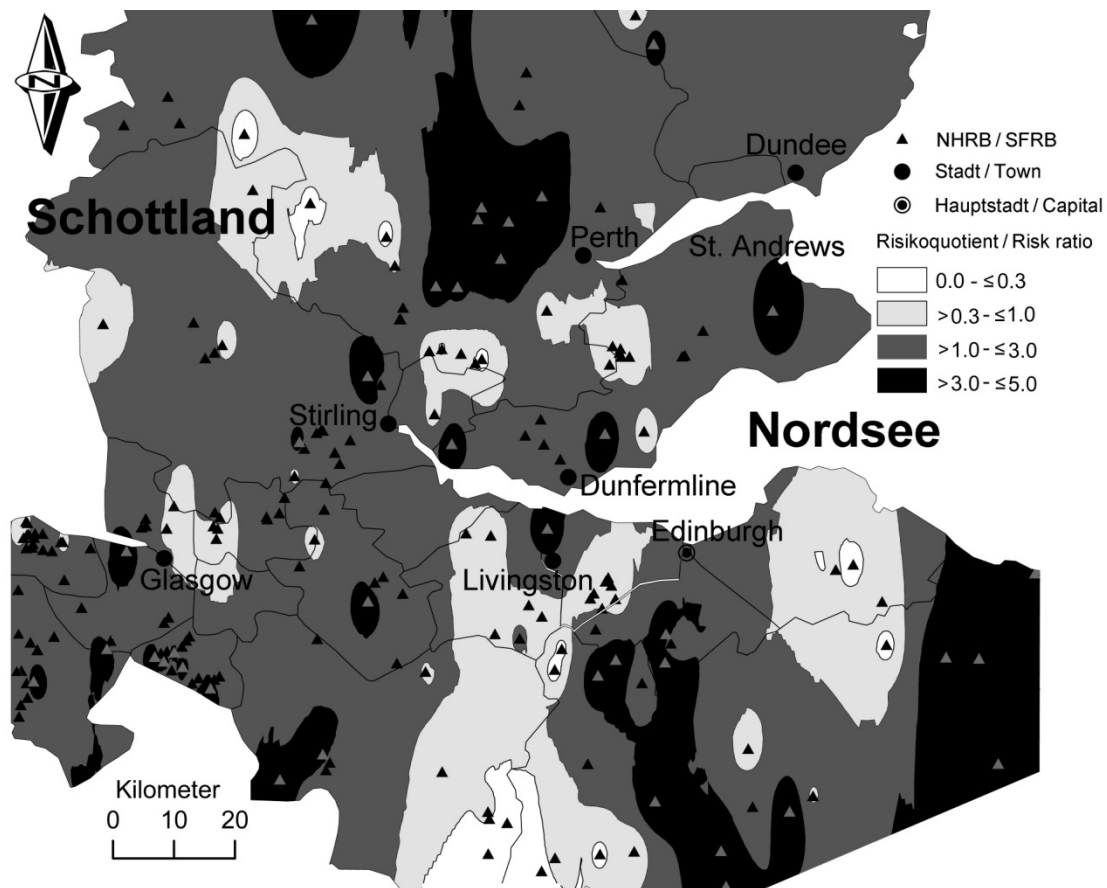 N
Schottland
Dundee
Perth
St. Andrews
Stirling
Nordsee
Dunfermline
Edinburgh
Glasgow
Livingston
Kilometer
0 10 20
NHRB / SFRB
Stadt / Town
Hauptstadt / Capital
Risikoquotient / Risk ratio
0.0 - ≤0.3
>0.3 - ≤1.0
>1.0 - ≤3.0
>3.0 - ≤5.0